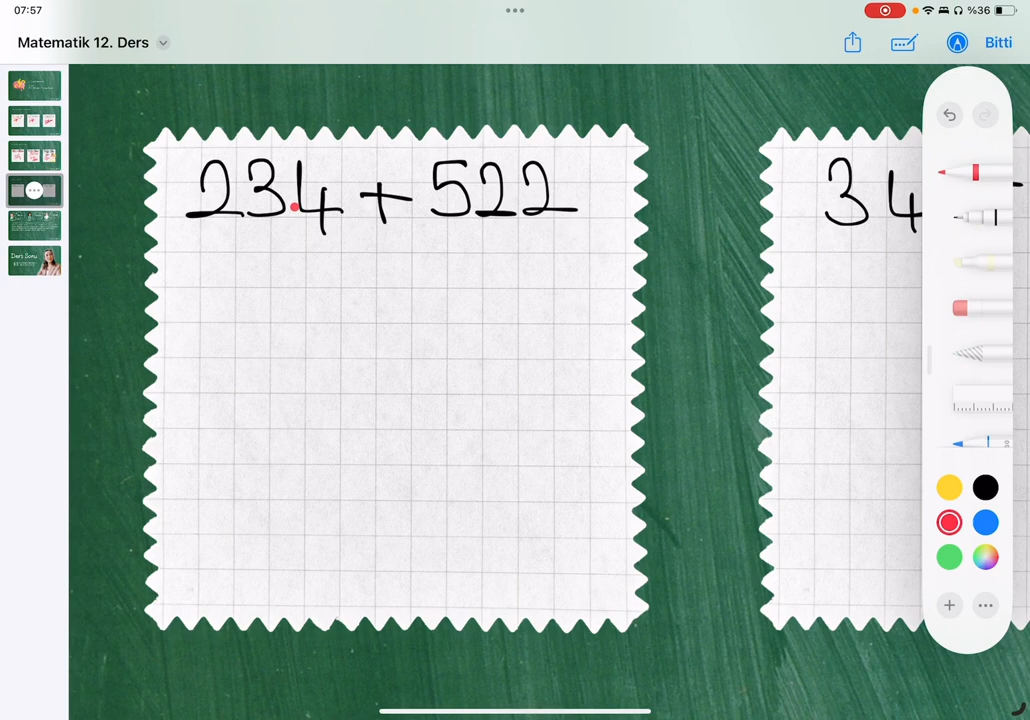 07:57
%36
Matematik 12. Ders
Bitti
234+522
34
Ders Sonu